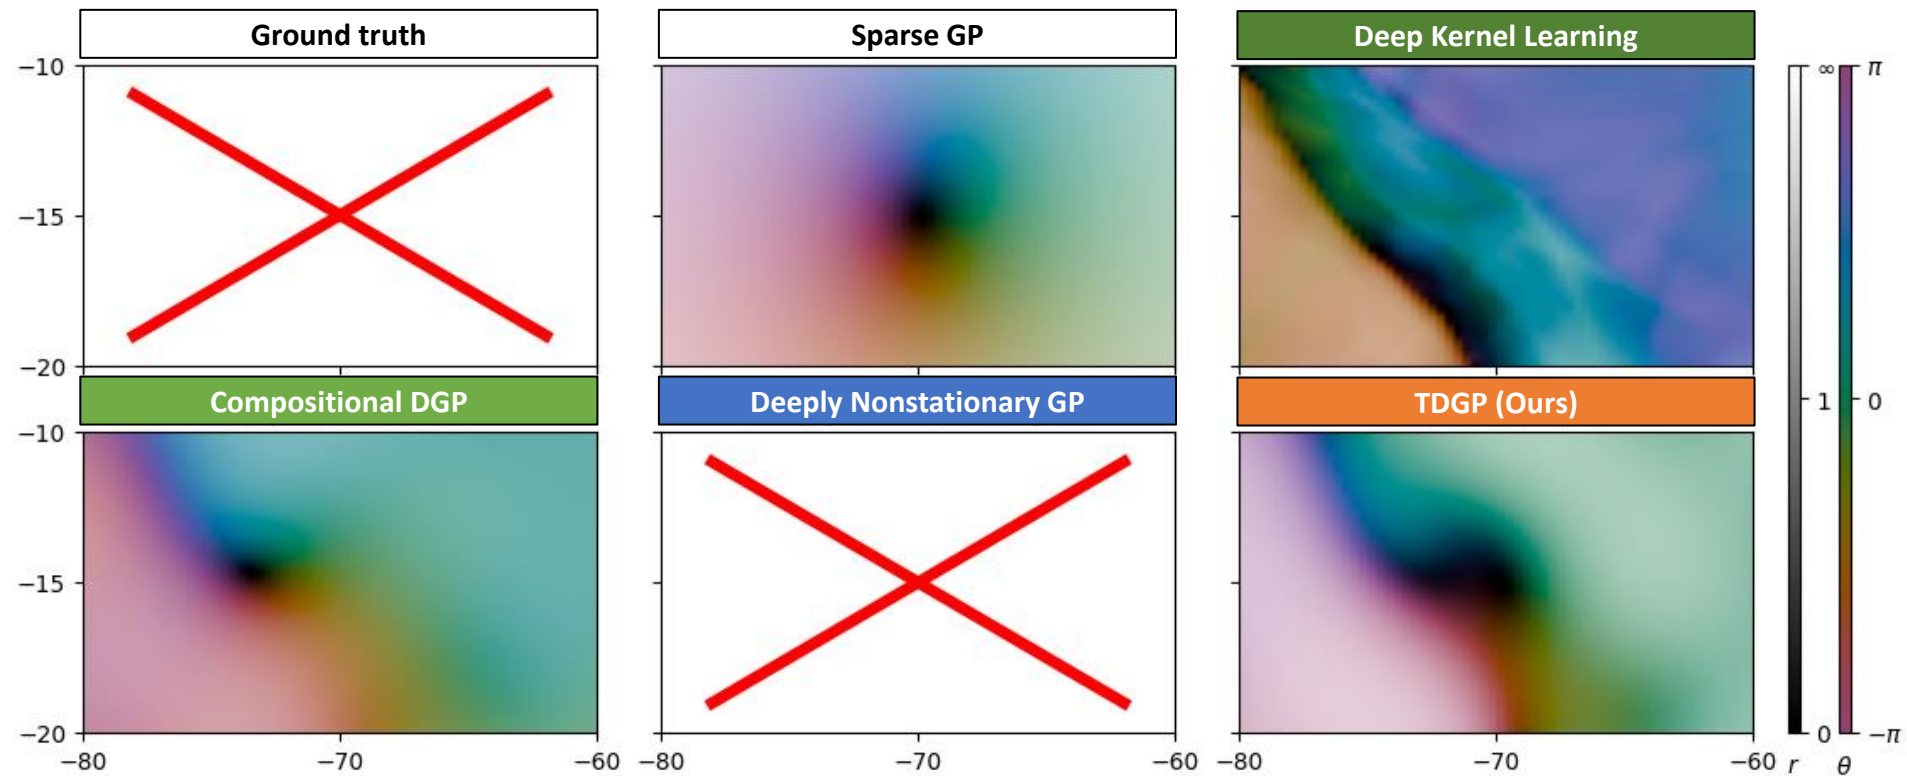 Ground truth
Sparse GP
Deep Kernel Learning
−10
−15
−20
∞
π
1
0
0
−π
r
θ
Compositional DGP
Deeply Nonstationary GP
TDGP (Ours)
−10
−15
−20
−80
−70
−60
−80
−70
−60
−80
−70
−60